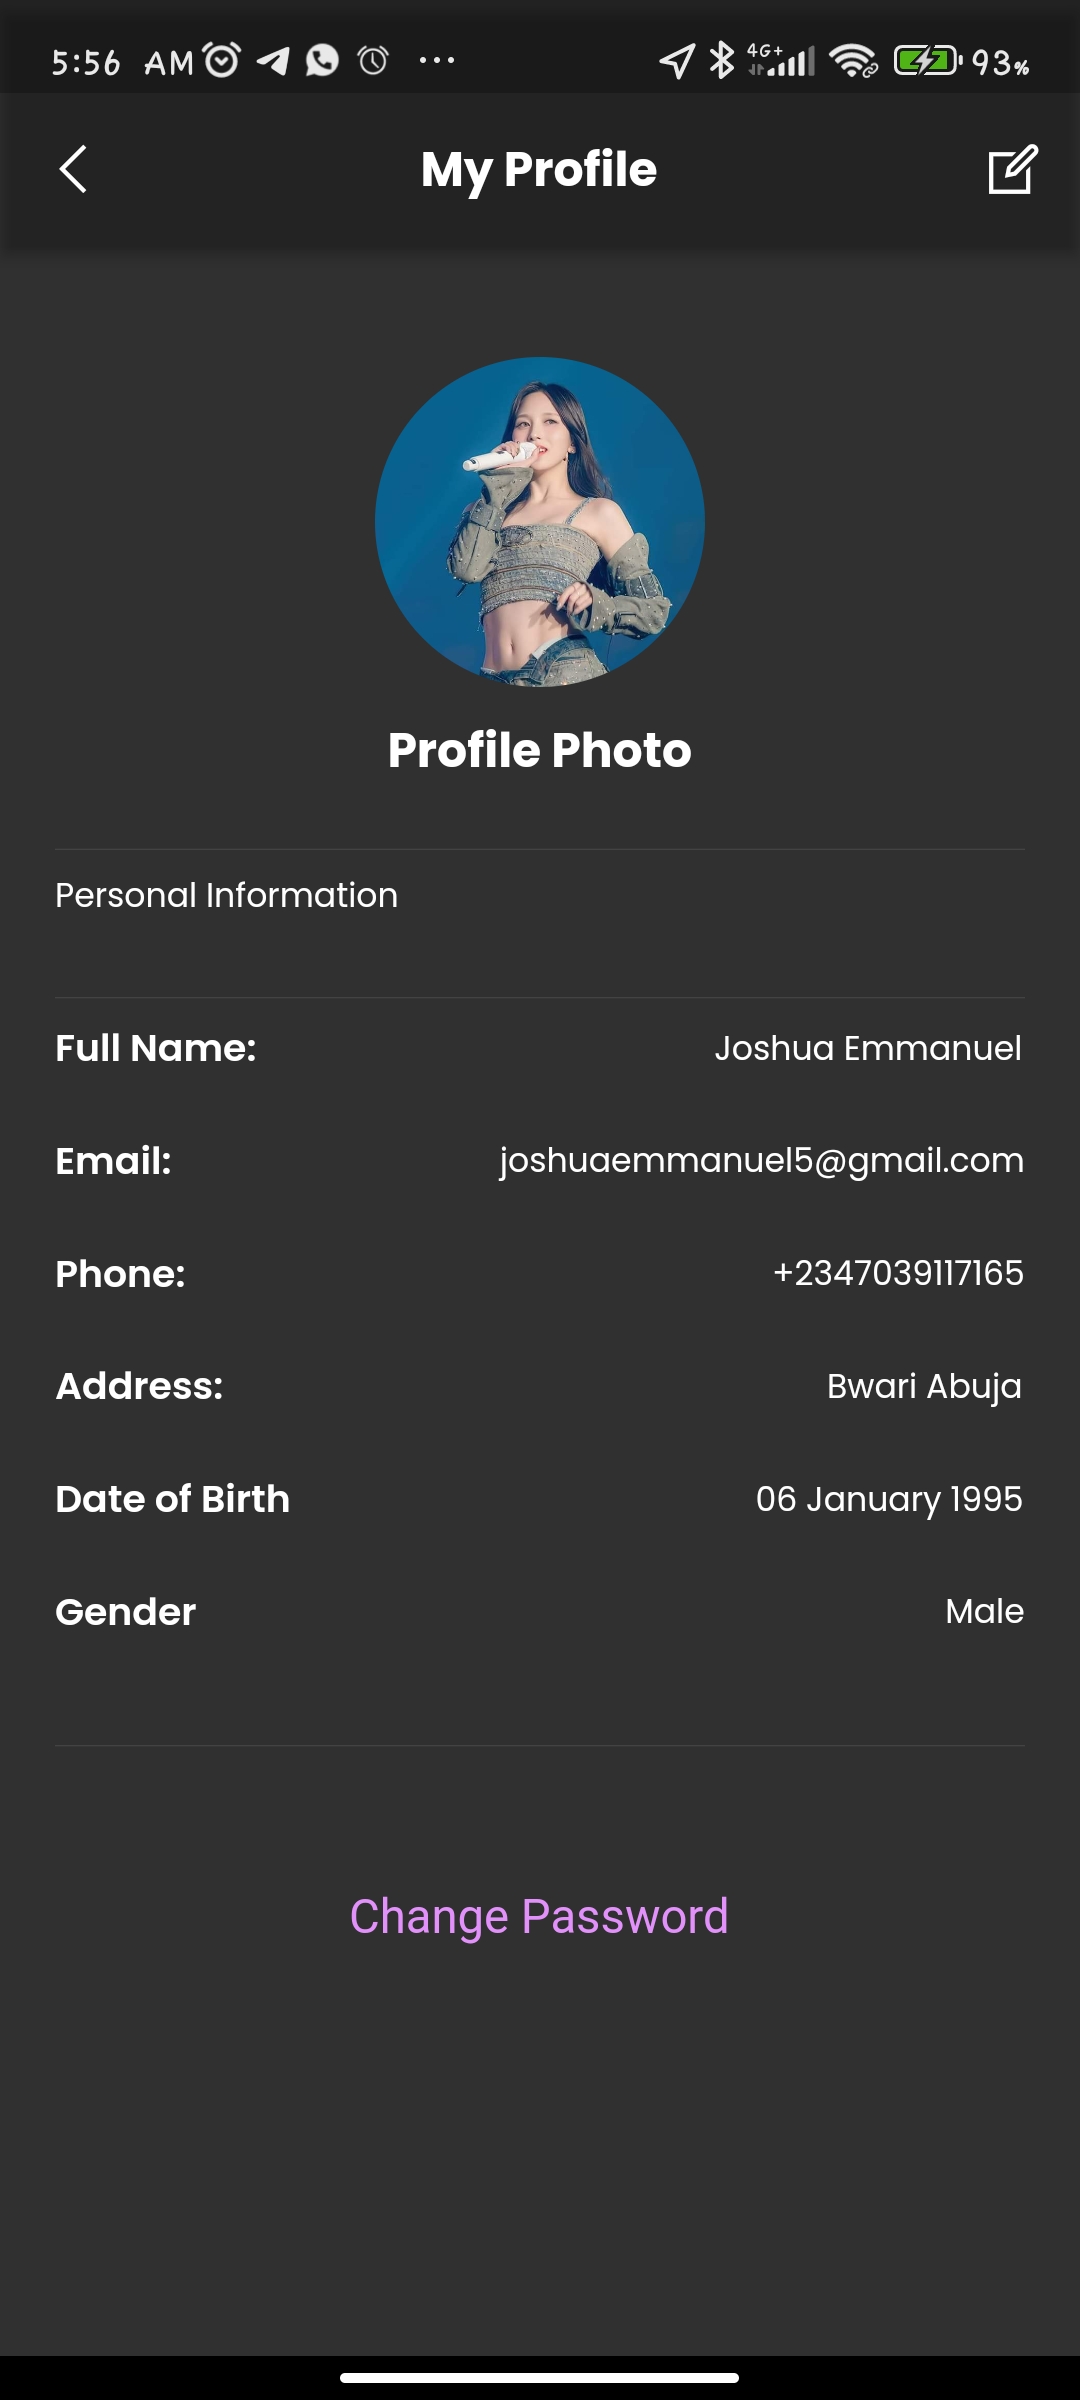 5:56 AM 4G+ 93%
My Profile
Profile Photo
Personal Information
Full Name: Joshua Emmanuel
Email: joshuaemmanuel5@gmail.com
Phone: +2347039117165
Address: Bwari Abuja
Date of Birth 06 January 1995
Gender Male
Change Password